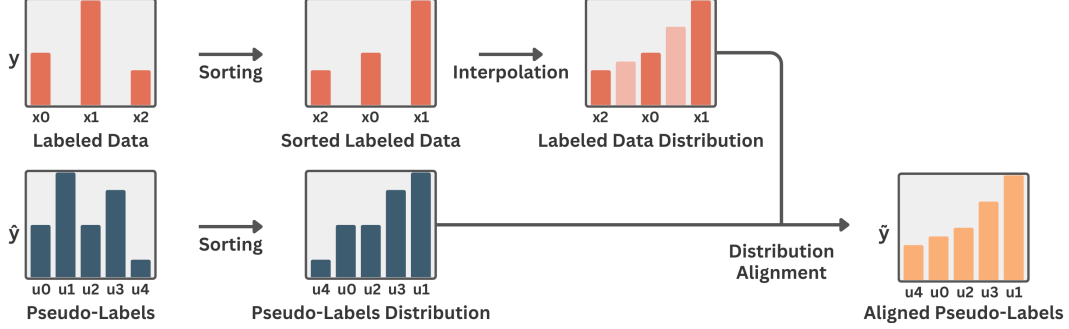 y
Sorting
Interpolation
x0 x1 x2
x2 x0 x1
x2 x0 x1
Labeled Data
Sorted Labeled Data
Labeled Data Distribution
ŷ
Sorting
Distribution
Alignment
ỹ
u0 u1 u2 u3 u4
u4 u0 u2 u3 u1
u4 u0 u2 u3 u1
Pseudo-Labels
Pseudo-Labels Distribution
Aligned Pseudo-Labels